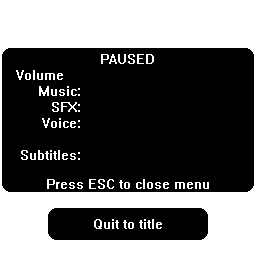 PAUSED
Volume
Music:
SFX:
Voice:
Subtitles:
Press ESC to close menu
Quit to title